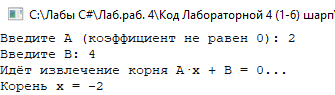 C:\Лабы C#\Лаб.раб. 4\Код Лабораторной 4 (1-6) шарп\
Введите A (коэффициент не равен 0): 2
Введите B: 4
Идёт извлечение корня A·x + B = 0...
Корень x = -2